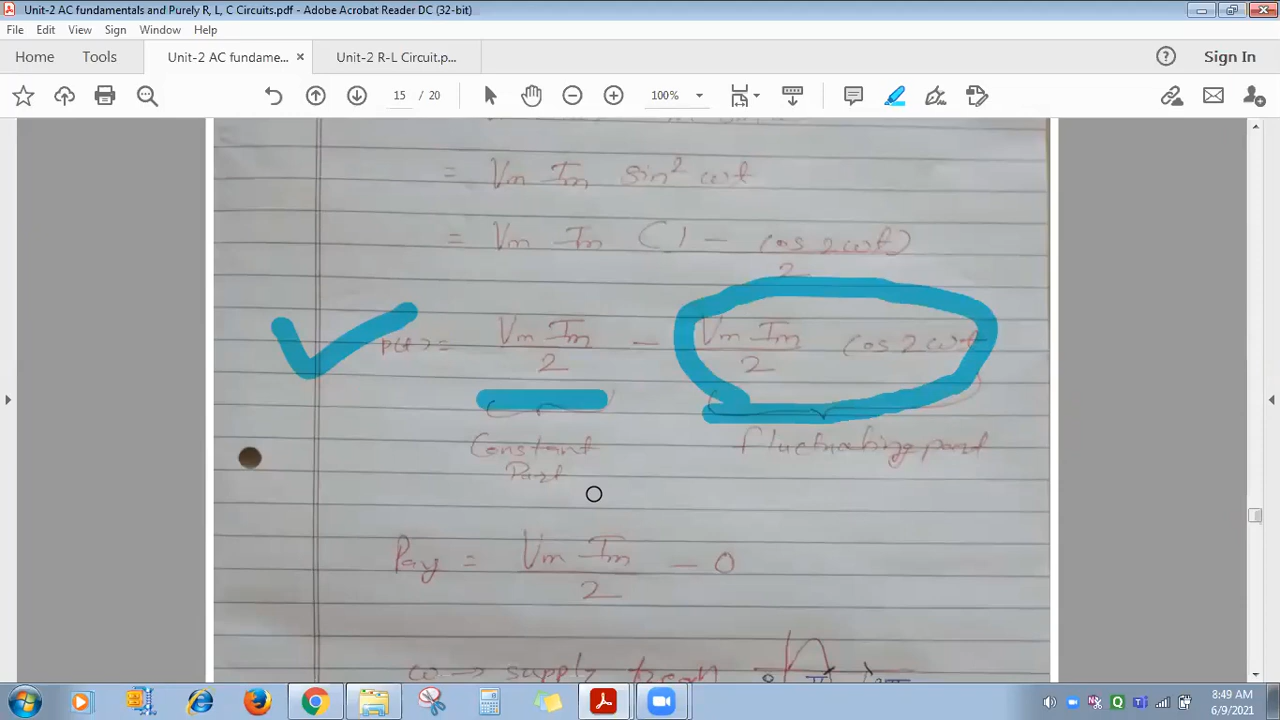 Unit-2 AC fundamentals and Purely R, L, C Circuits.pdf - Adobe Acrobat Reader DC (32-bit)
File Edit View Sign Window Help
Home Tools Unit-2 AC fundame... × Unit-2 R-L Circuit.p... Sign In
15 / 20 100%
= Vm Im sin² ωt
= Vm Im (1 - cos 2ωt)
2
p(t) = Vm Im / 2 - Vm Im / 2 cos 2ωt
Constant fluctuating part
Part
Pav = Vm Im / 2 - 0
ω → supply frequ
8:49 AM
6/9/2021